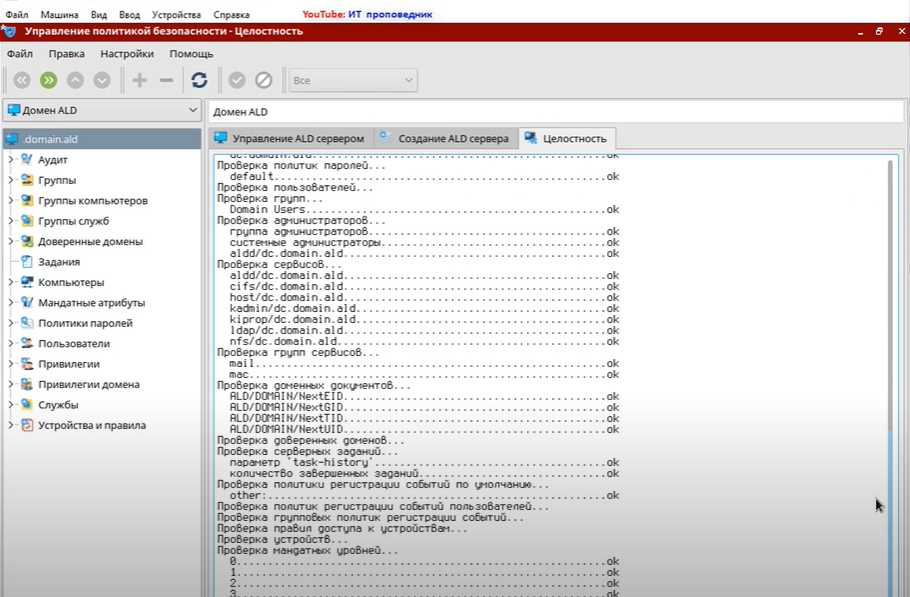 Файл Машина Вид Ввод Устройства Справка
YouTube: ИТ проповедник
Управление политикой безопасности - Целостность
Файл Правка Настройки Помощь
Все
Домен ALD
Домен ALD
.domain.ald
Аудит
Группы
Группы компьютеров
Группы служб
Доверенные домены
Задания
Компьютеры
Мандатные атрибуты
Политики паролей
Пользователи
Привилегии
Привилегии домена
Службы
Устройства и правила
Управление ALD сервером
Создание ALD сервера
Целостность
dc.domain.ald..................................ok
Проверка политик паролей...
default........................................ok
Проверка пользователей...
Проверка групп...
Domain Users...................................ok
Проверка администраторов...
группа администраторов.........................ok
системные администраторы.......................ok
aldd/dc.domain.ald.............................ok
Проверка сервисов...
aldd/dc.domain.ald.............................ok
cifs/dc.domain.ald.............................ok
host/dc.domain.ald.............................ok
kadmin/dc.domain.ald...........................ok
kiprop/dc.domain.ald...........................ok
ldap/dc.domain.ald.............................ok
nfs/dc.domain.ald..............................ok
Проверка групп сервисов...
mail...........................................ok
mac............................................ok
Проверка доменных документов...
ALD/DOMAIN/NextEID.............................ok
ALD/DOMAIN/NextGID.............................ok
ALD/DOMAIN/NextTID.............................ok
ALD/DOMAIN/NextUID.............................ok
Проверка доверенных доменов...
Проверка серверных заданий...
параметр 'task-history'........................ok
количество завершенных заданий.................ok
Проверка политики регистрации событий по умолчанию...
other:.........................................ok
Проверка политик регистрации событий пользователей...
Проверка групповых политик регистрации событий...
Проверка правил доступа к устройствам...
Проверка устройств...
Проверка мандатных уровней...
0..............................................ok
1..............................................ok
2..............................................ok
3..............................................ok